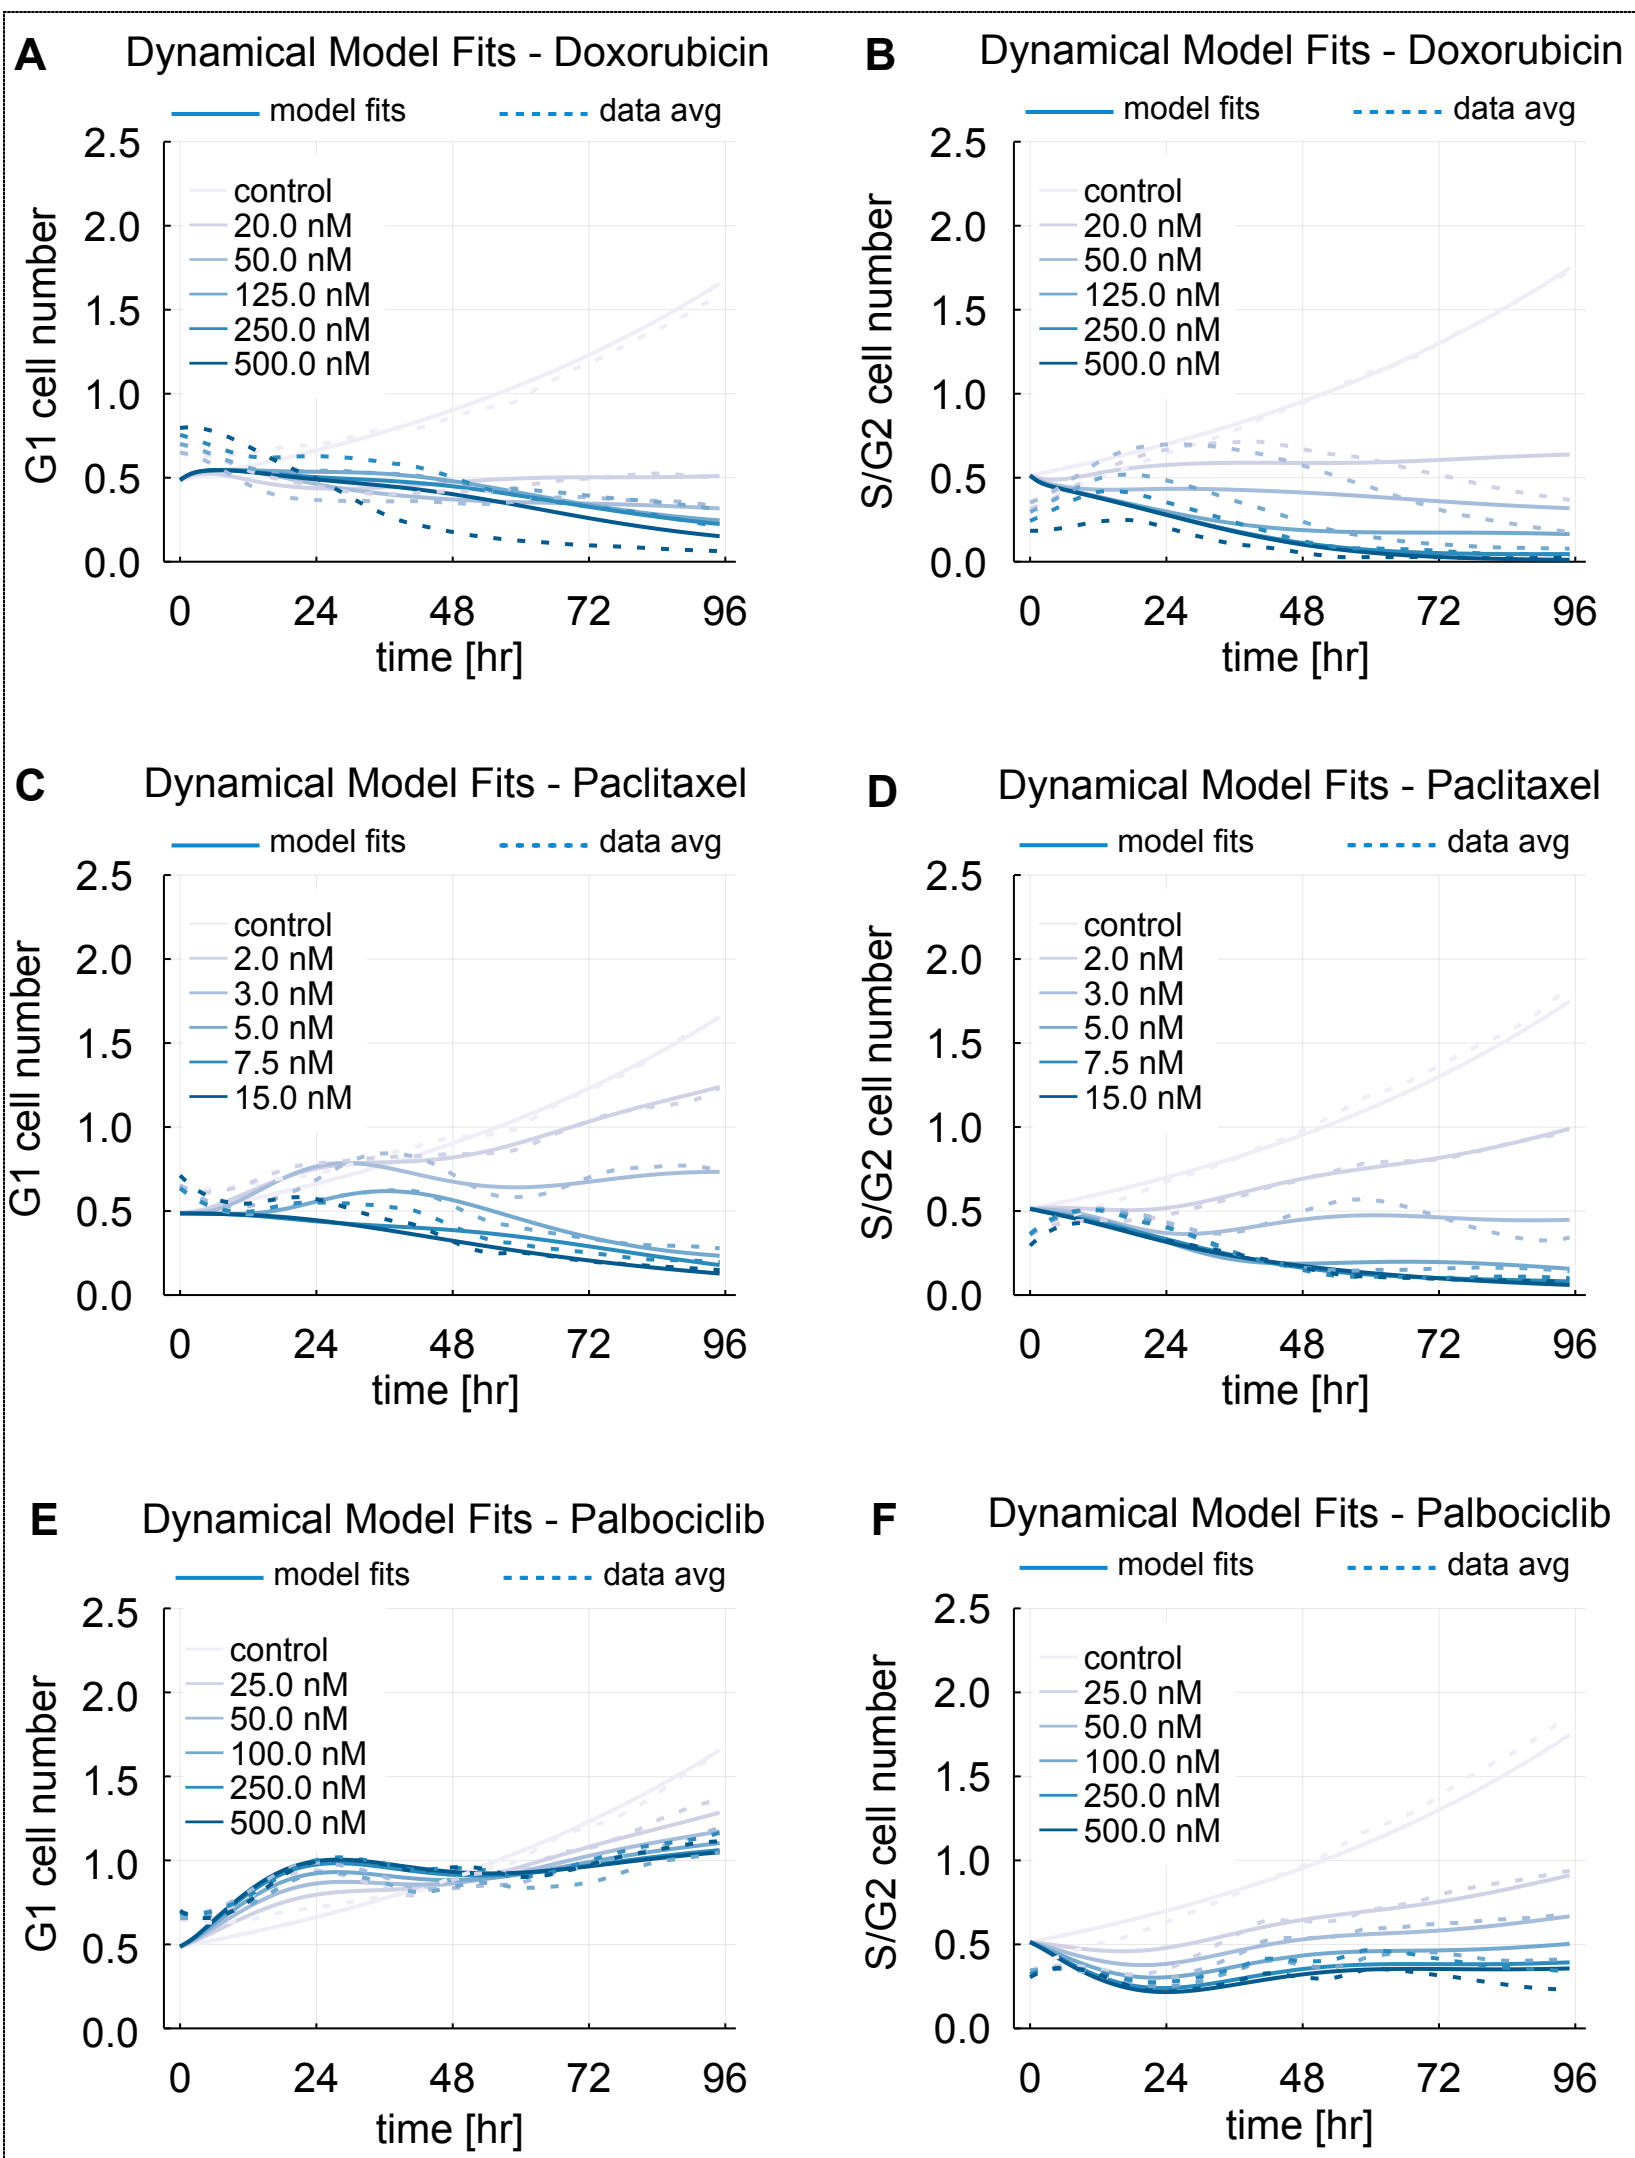 A
Dynamical Model Fits - Doxorubicin
model fits
data avg
2.5
2.0
1.5
1.0
0.5
0.0
G1 cell number
control
20.0 nM
50.0 nM
125.0 nM
250.0 nM
500.0 nM
0 24 48 72 96
time [hr]
B
Dynamical Model Fits - Doxorubicin
model fits
data avg
2.5
2.0
1.5
1.0
0.5
0.0
S/G2 cell number
control
20.0 nM
50.0 nM
125.0 nM
250.0 nM
500.0 nM
0 24 48 72 96
time [hr]
C
Dynamical Model Fits - Paclitaxel
model fits
data avg
2.5
2.0
1.5
1.0
0.5
0.0
G1 cell number
control
2.0 nM
3.0 nM
5.0 nM
7.5 nM
15.0 nM
0 24 48 72 96
time [hr]
D
Dynamical Model Fits - Paclitaxel
model fits
data avg
2.5
2.0
1.5
1.0
0.5
0.0
S/G2 cell number
control
2.0 nM
3.0 nM
5.0 nM
7.5 nM
15.0 nM
0 24 48 72 96
time [hr]
E
Dynamical Model Fits - Palbociclib
model fits
data avg
2.5
2.0
1.5
1.0
0.5
0.0
G1 cell number
control
25.0 nM
50.0 nM
100.0 nM
250.0 nM
500.0 nM
0 24 48 72 96
time [hr]
F
Dynamical Model Fits - Palbociclib
model fits
data avg
2.5
2.0
1.5
1.0
0.5
0.0
S/G2 cell number
control
25.0 nM
50.0 nM
100.0 nM
250.0 nM
500.0 nM
0 24 48 72 96
time [hr]